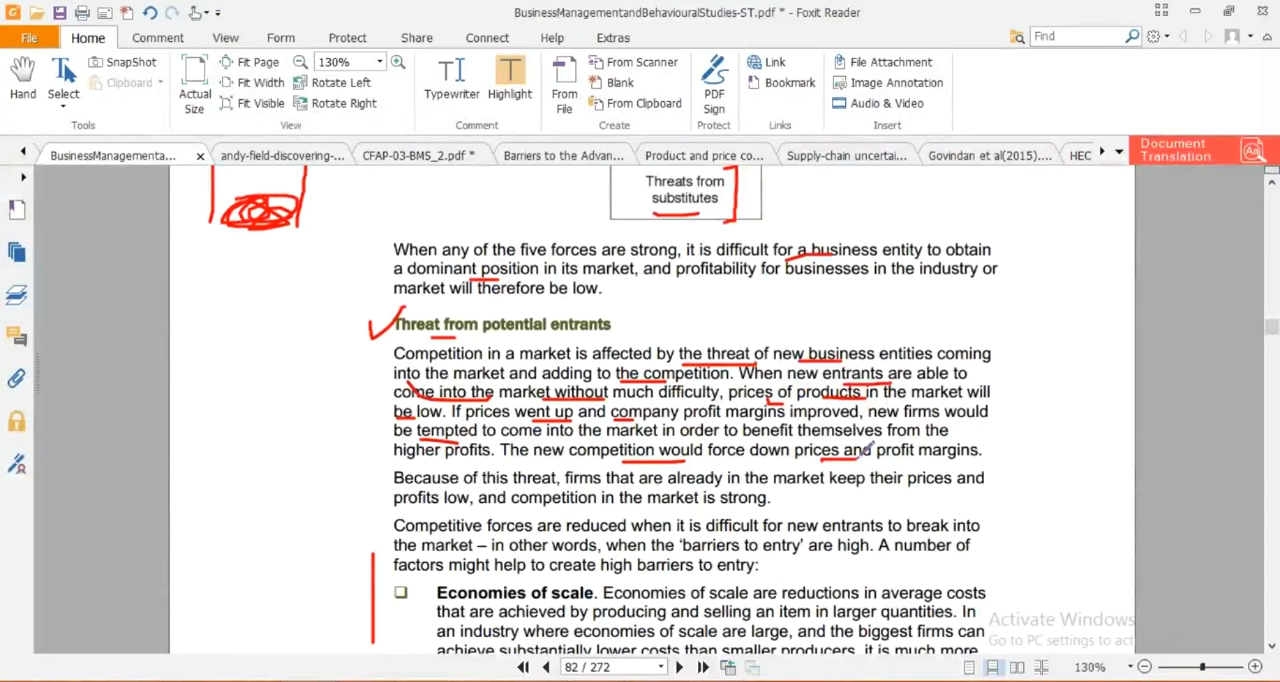 BusinessManagementandBehaviouralStudies-ST.pdf * - Foxit Reader
File Home Comment View Form Protect Share Connect Help Extras Find
Hand
Select
SnapShot
Clipboard
Tools
Actual
Size
Fit Page
Fit Width
Fit Visible
130%
Rotate Left
Rotate Right
View
Typewriter
Highlight
Comment
From
File
From Scanner
Blank
From Clipboard
Create
PDF
Sign
Protect
Link
Bookmark
Links
File Attachment
Image Annotation
Audio & Video
Insert
BusinessManagementa... andy-field-discovering-... CFAP-03-BMS_2.pdf * Barriers to the Advan... Product and price co... Supply-chain uncertai... Govindan et al(2015).... HEC
Document
Translation
Threats from
substitutes
When any of the five forces are strong, it is difficult for a business entity to obtain
a dominant position in its market, and profitability for businesses in the industry or
market will therefore be low.
Threat from potential entrants
Competition in a market is affected by the threat of new business entities coming
into the market and adding to the competition. When new entrants are able to
come into the market without much difficulty, prices of products in the market will
be low. If prices went up and company profit margins improved, new firms would
be tempted to come into the market in order to benefit themselves from the
higher profits. The new competition would force down prices and profit margins.
Because of this threat, firms that are already in the market keep their prices and
profits low, and competition in the market is strong.
Competitive forces are reduced when it is difficult for new entrants to break into
the market – in other words, when the 'barriers to entry' are high. A number of
factors might help to create high barriers to entry:
❑ Economies of scale. Economies of scale are reductions in average costs
that are achieved by producing and selling an item in larger quantities. In
an industry where economies of scale are large, and the biggest firms can
achieve substantially lower costs than smaller producers, it is much more
Activate Windows
Go to PC settings to act
82 / 272
130%